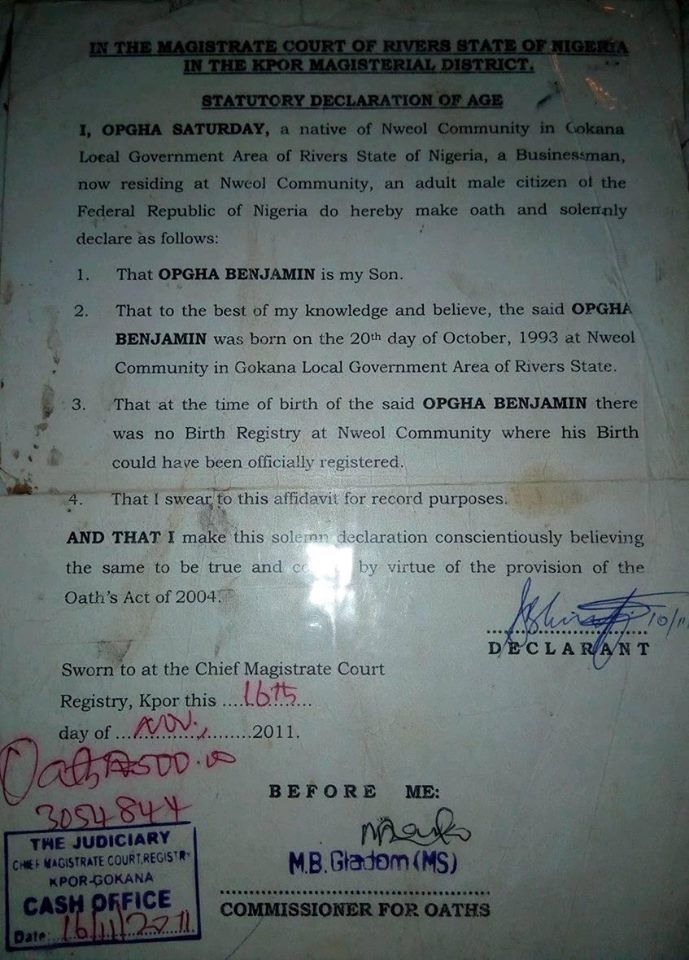 IN THE MAGISTRATE COURT OF RIVERS STATE OF NIGERIA
IN THE KPOR MAGISTERIAL DISTRICT.
STATUTORY DECLARATION OF AGE
I, OPGHA SATURDAY, a native of Nweol Community in Gokana
Local Government Area of Rivers State of Nigeria, a Businessman,
now residing at Nweol Community, an adult male citizen of the
Federal Republic of Nigeria do hereby make oath and solemnly
declare as follows:
1. That OPGHA BENJAMIN is my Son.
2. That to the best of my knowledge and believe, the said OPGHA
BENJAMIN was born on the 20th day of October, 1993 at Nweol
Community in Gokana Local Government Area of Rivers State.
3. That at the time of birth of the said OPGHA BENJAMIN there
was no Birth Registry at Nweol Community where his Birth
could have been officially registered.
4. That I swear to this affidavit for record purposes.
AND THAT I make this solemn declaration conscientiously believing
the same to be true and by virtue of the provision of the
Oath's Act of 2004.
DECLARANT
Sworn to at the Chief Magistrate Court
Registry, Kpor this ....16th...
day of ...Nov.,...2011.
Oath ₦500.00
3054844
BEFORE ME:
M.B. Gladom (MS)
COMMISSIONER FOR OATHS
THE JUDICIARY
CHIEF MAGISTRATE COURT, REGISTRY
KPOR-GOKANA
CASH OFFICE
Date: 16/11/2011